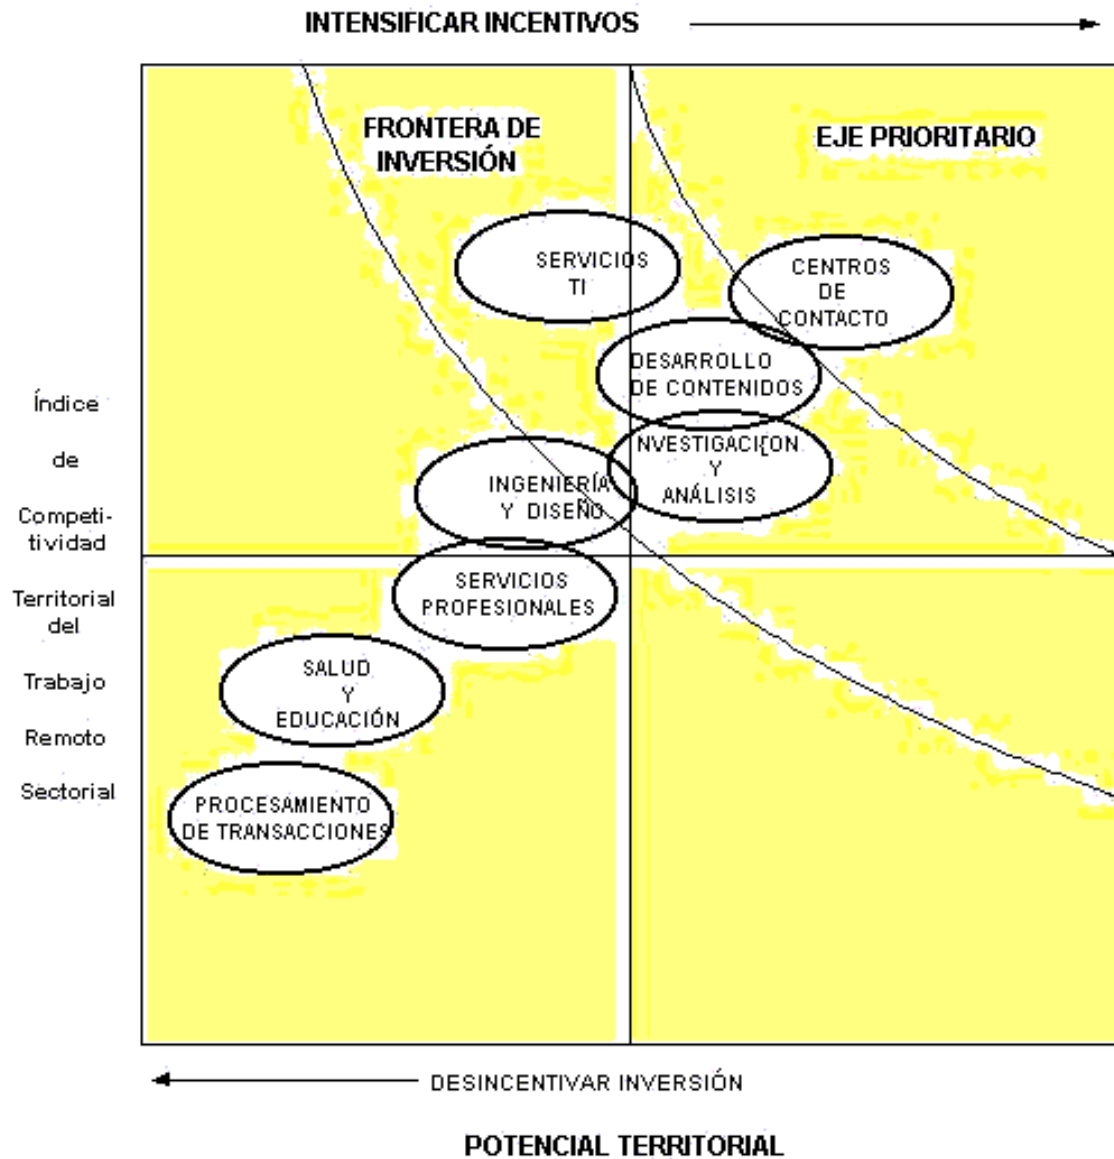 INTENSIFICAR INCENTIVOS
FRONTERA DE
INVERSIÓN
EJE PRIORITARIO
SERVICIOS
TI
CENTROS
DE
CONTACTO
DESARROLLO
DE CONTENIDOS
NVESTIGACI{ON
Y
ANÁLISIS
INGENIERÍA
Y DISEÑO
SERVICIOS
PROFESIONALES
SALUD
Y
EDUCACIÓN
PROCESAMIENTO
DE TRANSACCIONES
Índice
de
Competi-
tividad
Territorial
del
Trabajo
Remoto
Sectorial
DESINCENTIVAR INVERSIÓN
POTENCIAL TERRITORIAL